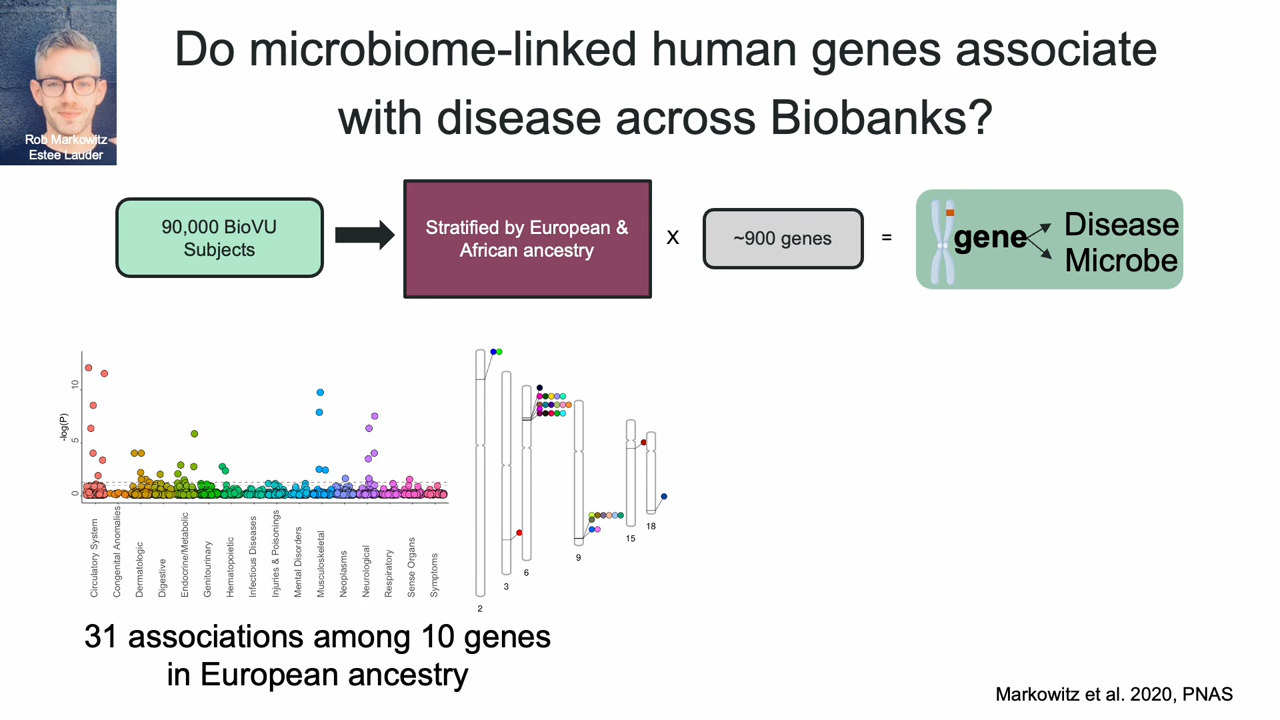 Do microbiome-linked human genes associate
with disease across Biobanks?
Rob Markowitz
Estee Lauder
90,000 BioVU
Subjects
Stratified by European &
African ancestry
X
~900 genes
=
gene
Disease
Microbe
-log(P)
10
5
0
Circulatory System
Congenital Anomalies
Dermatologic
Digestive
Endocrine/Metabolic
Genitourinary
Hematopoietic
Infectious Diseases
Injuries & Poisonings
Mental Disorders
Musculoskeletal
Neoplasms
Neurological
Respiratory
Sense Organs
Symptoms
2
3
6
9
15
18
31 associations among 10 genes
in European ancestry
Markowitz et al. 2020, PNAS